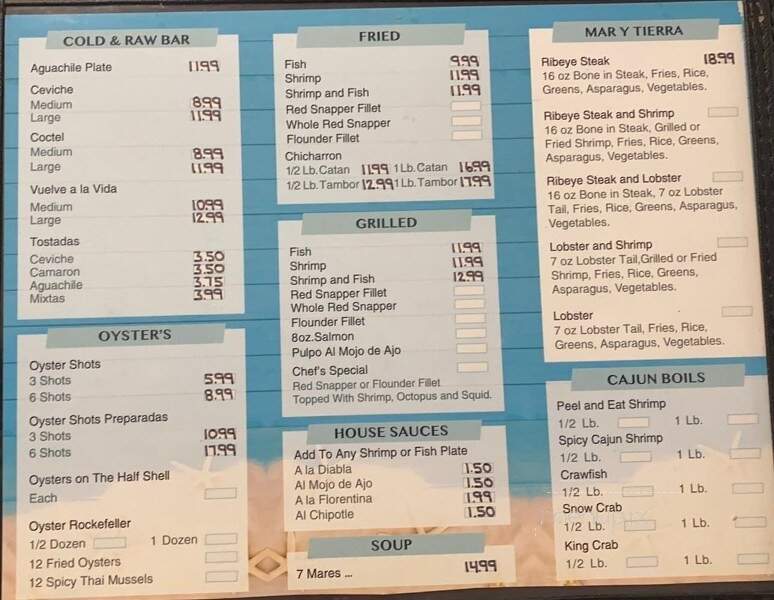 COLD & RAW BAR
Aguachile Plate 11.99
Ceviche
Medium 8.99
Large 11.99
Coctel
Medium 8.99
Large 11.99
Vuelve a la Vida
Medium 10.99
Large 12.99
Tostadas
Ceviche 3.50
Camaron 3.50
Aguachile 3.75
Mixtas 3.99
OYSTER'S
Oyster Shots
3 Shots 5.99
6 Shots 8.99
Oyster Shots Preparadas
3 Shots 10.99
6 Shots 17.99
Oysters on The Half Shell
Each
Oyster Rockefeller
1/2 Dozen 1 Dozen
12 Fried Oysters
12 Spicy Thai Mussels
FRIED
Fish 9.99
Shrimp 11.99
Shrimp and Fish 11.99
Red Snapper Fillet
Whole Red Snapper
Flounder Fillet
Chicharron
1/2 Lb.Catan 11.99 1 Lb.Catan 16.99
1/2 Lb.Tambor 12.99 1 Lb.Tambor 17.99
GRILLED
Fish 11.99
Shrimp 11.99
Shrimp and Fish 12.99
Red Snapper Fillet
Whole Red Snapper
Flounder Fillet
8oz.Salmon
Pulpo Al Mojo de Ajo
Chef's Special
Red Snapper or Flounder Fillet
Topped With Shrimp, Octopus and Squid.
HOUSE SAUCES
Add To Any Shrimp or Fish Plate
A la Diabla 1.50
Al Mojo de Ajo 1.50
A la Florentina 1.99
Al Chipotle 1.50
SOUP
7 Mares ... 14.99
MAR Y TIERRA
Ribeye Steak 18.99
16 oz Bone in Steak, Fries, Rice,
Greens, Asparagus, Vegetables.
Ribeye Steak and Shrimp
16 oz Bone in Steak, Grilled or
Fried Shrimp, Fries, Rice, Greens,
Asparagus, Vegetables.
Ribeye Steak and Lobster
16 oz Bone in Steak, 7 oz Lobster
Tail, Fries, Rice, Greens, Asparagus,
Vegetables.
Lobster and Shrimp
7 oz Lobster Tail,Grilled or Fried
Shrimp, Fries, Rice, Greens,
Asparagus, Vegetables.
Lobster
7 oz Lobster Tail, Fries, Rice,
Greens, Asparagus, Vegetables.
CAJUN BOILS
Peel and Eat Shrimp
1/2 Lb. 1 Lb.
Spicy Cajun Shrimp
1/2 Lb. 1 Lb.
Crawfish
1/2 Lb. 1 Lb.
Snow Crab
1/2 Lb. 1 Lb.
King Crab
1/2 Lb. 1 Lb.